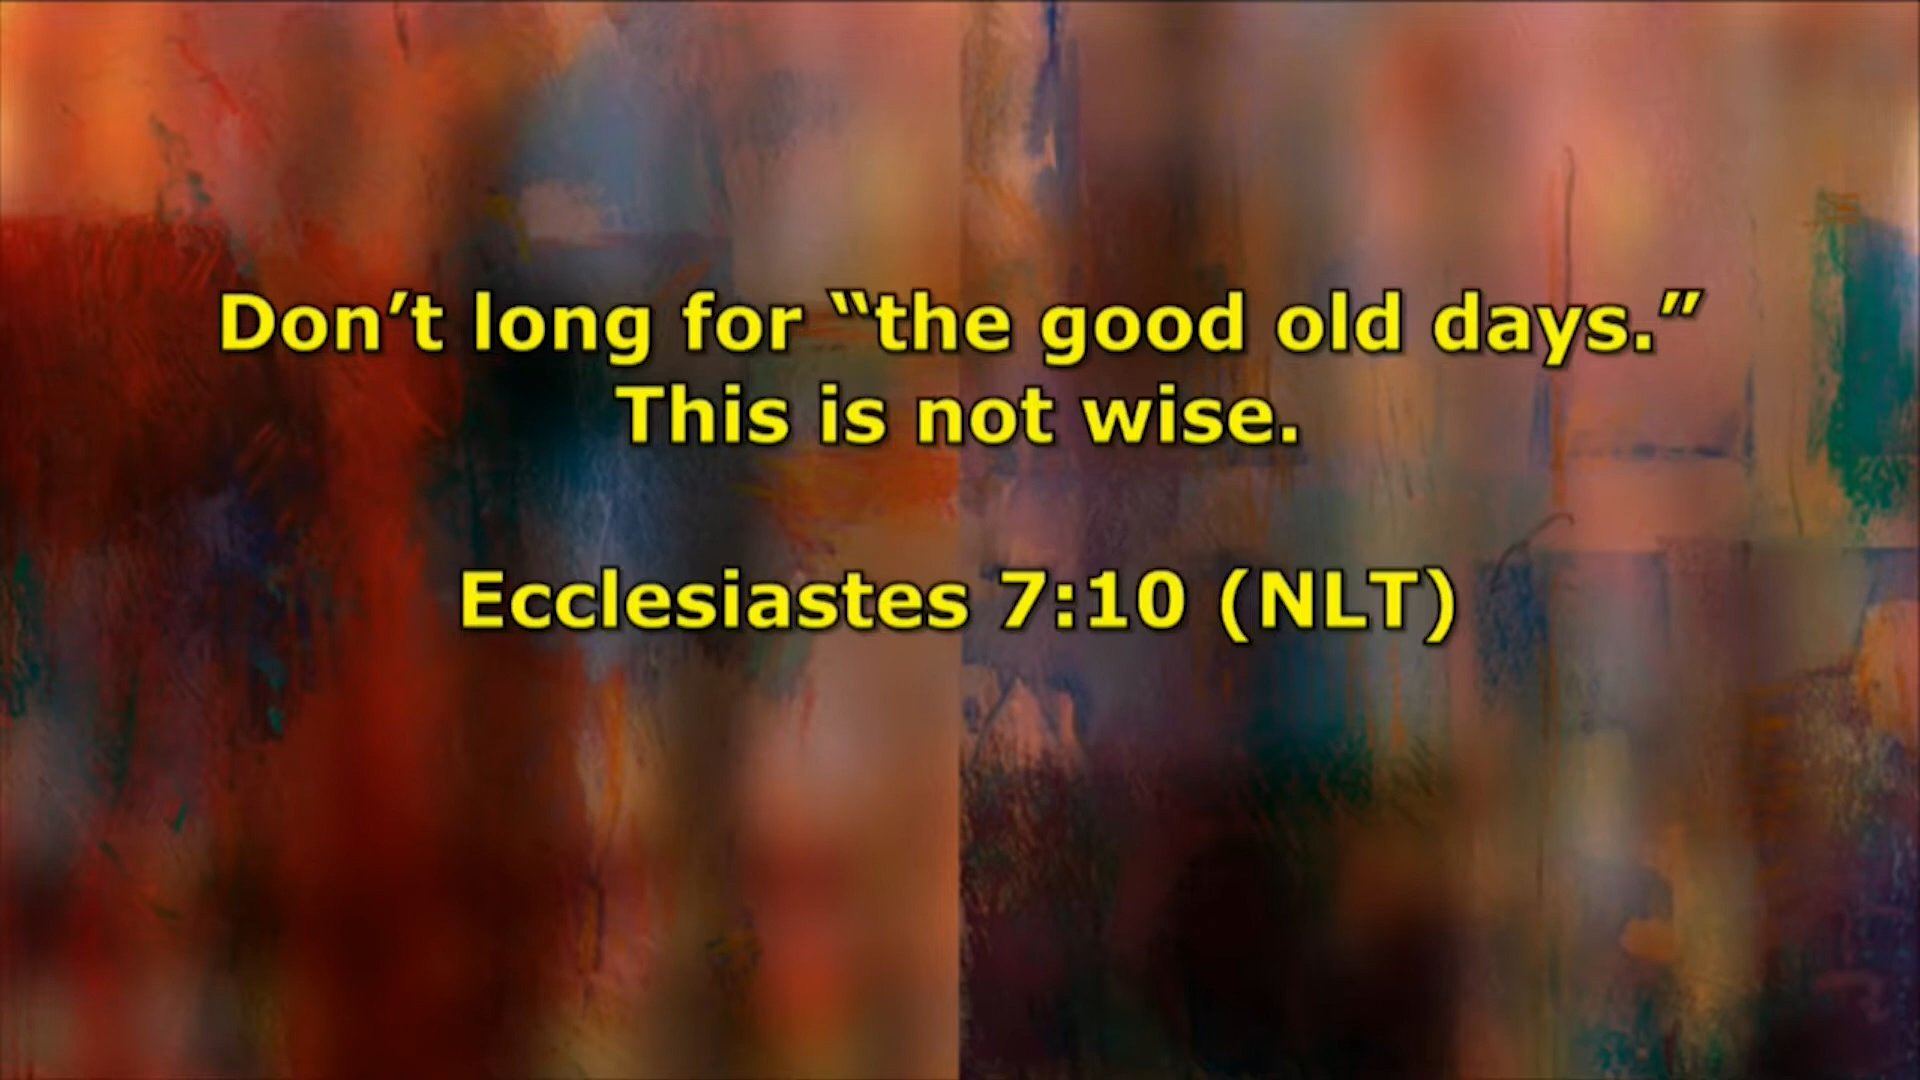 Don’t long for “the good old days.”
This is not wise.
Ecclesiastes 7:10 (NLT)